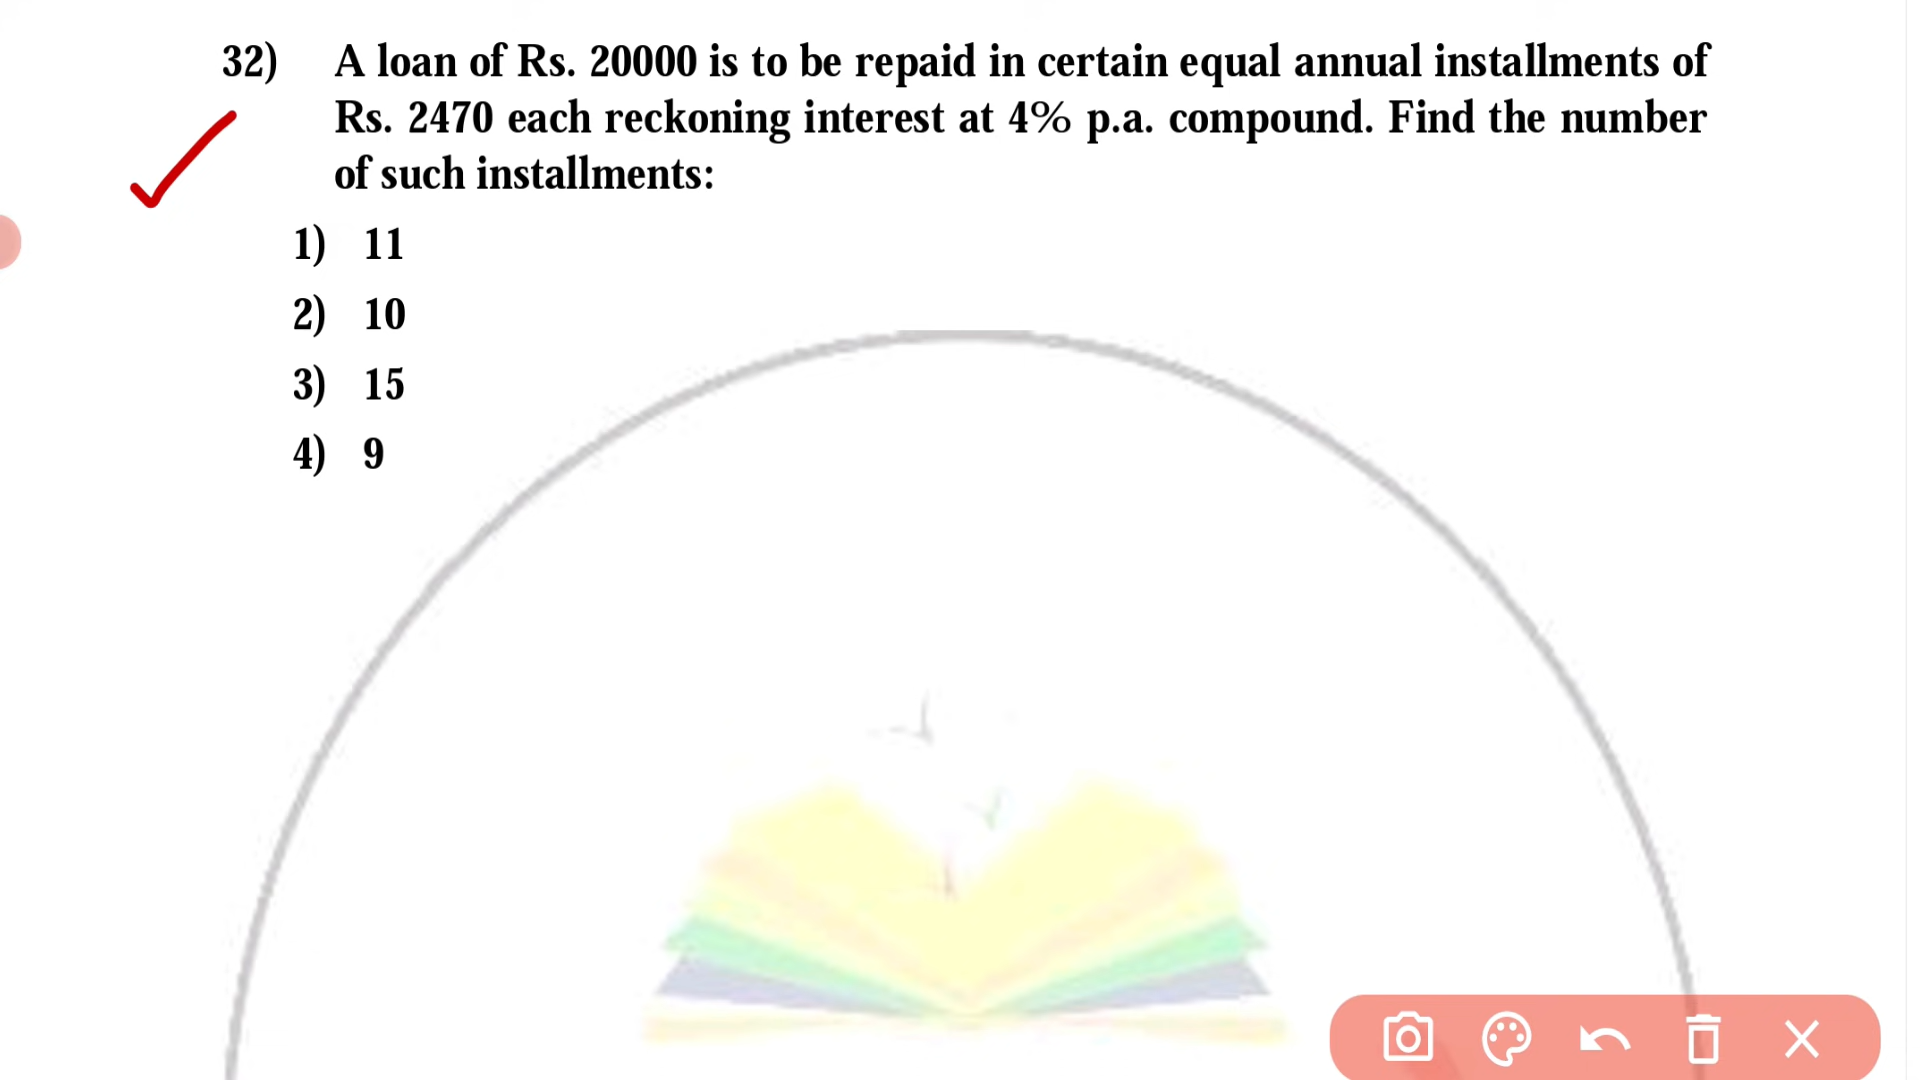 32) A loan of Rs. 20000 is to be repaid in certain equal annual installments of
Rs. 2470 each reckoning interest at 4% p.a. compound. Find the number
of such installments:
1) 11
2) 10
3) 15
4) 9